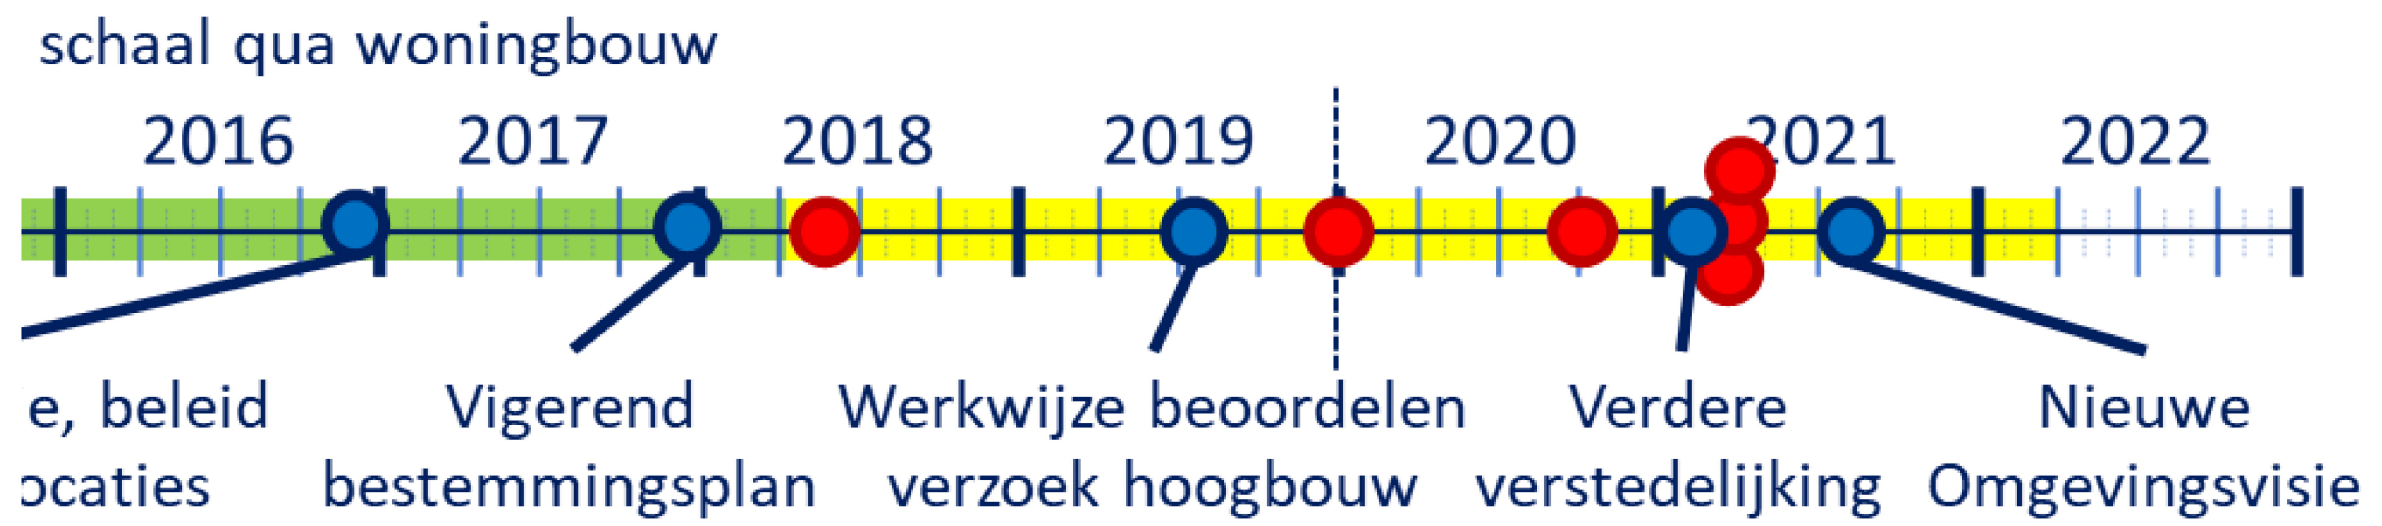 schaal qua woningbouw
2016 2017 2018 2019 2020 2021 2022
e, beleid Vigerend Werkwijze beoordelen Verdere Nieuwe
ocaties bestemmingsplan verzoek hoogbouw verstedelijking Omgevingsvisie